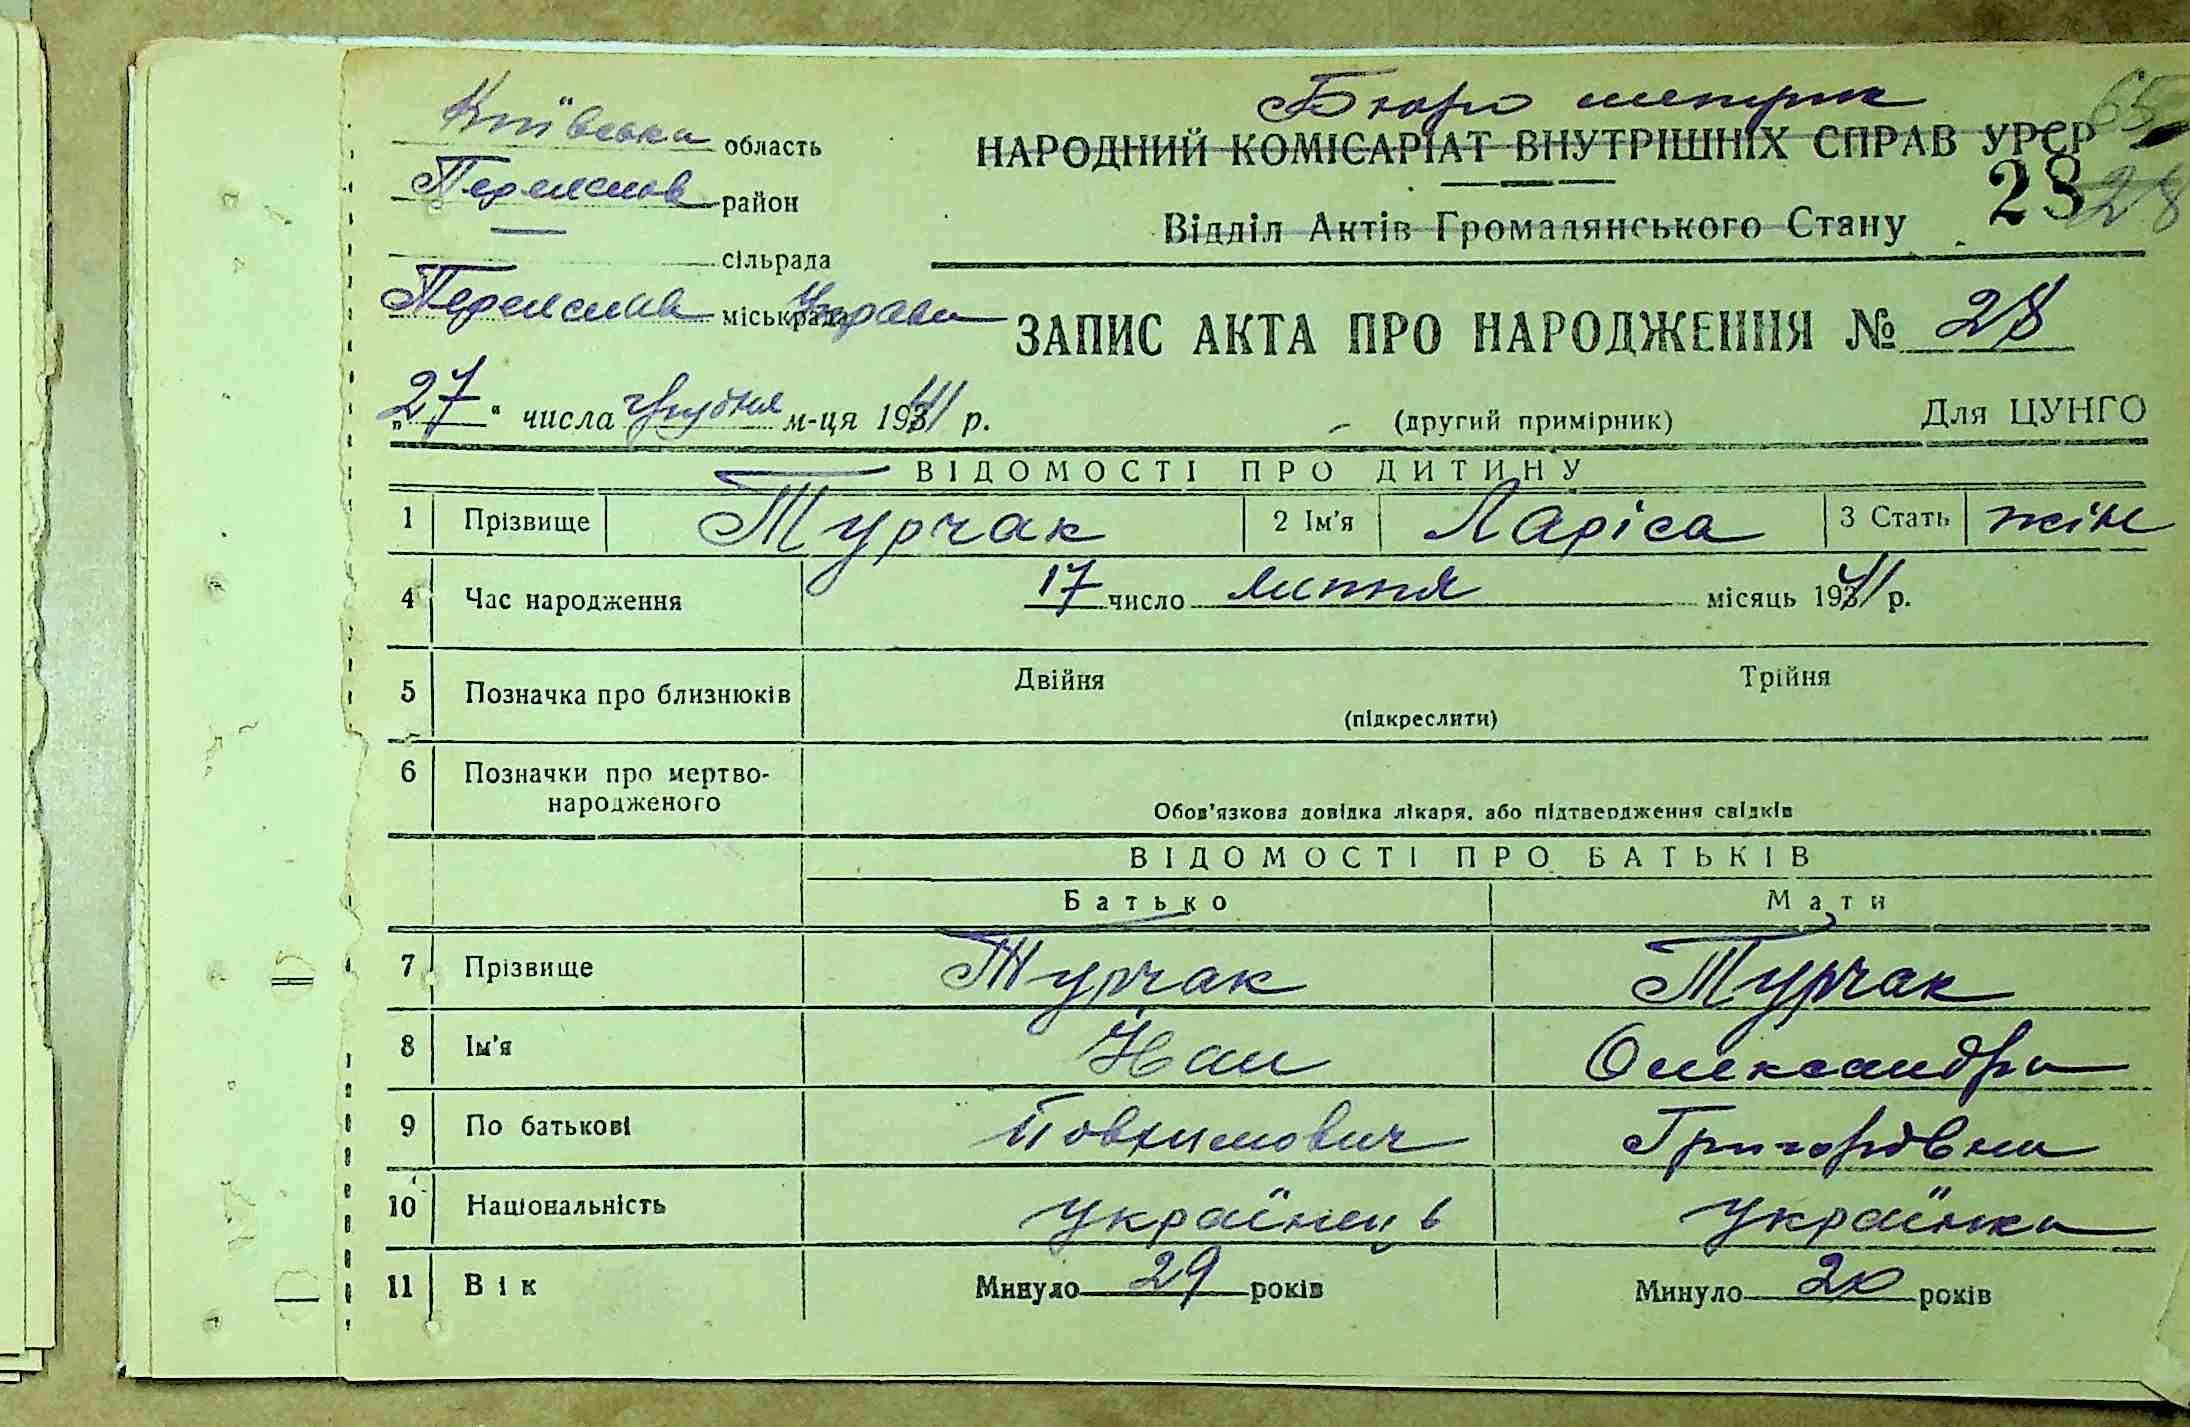 Бюро метрик
65
Київська область
НАРОДНИЙ КОМІСАРІАТ ВНУТРІШНІХ СПРАВ УРСР
Переяслов район
28 28
Відділ Актів Громадянського Стану
сільрада
Переяслав міськрада Управа
ЗАПИС АКТА ПРО НАРОДЖЕННЯ № 28
„27“ числа грудня м-ця 1941 р.
(другий примірник)
Для ЦУНГО
ВІДОМОСТІ ПРО ДИТИНУ
1 Прізвище Турчак 2 Ім'я Ларіса 3 Стать жін
4 Час народження 17 число липня місяць 1941 р.
5 Позначка про близнюків Двійня Трійня
(підкреслити)
6 Позначки про мертво-
народженого
Обов'язкова довідка лікаря, або підтвердження свідків
ВІДОМОСТІ ПРО БАТЬКІВ
Батько Мати
7 Прізвище Турчак Турчак
8 Ім'я Олександра
9 По батькові Григорівна
10 Національність українець українка
11 Вік Минуло 29 років Минуло 20 років